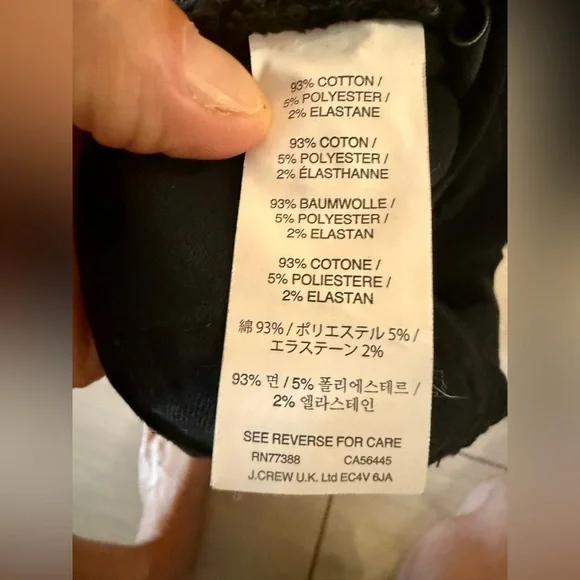 93% COTTON /
5% POLYESTER /
2% ELASTANE
93% COTON /
5% POLYESTER /
2% ÉLASTHANNE
93% BAUMWOLLE /
5% POLYESTER /
2% ELASTAN
93% COTONE /
5% POLIESTERE /
2% ELASTAN
綿 93% / ポリエステル 5% /
エラステーン 2%
93% 면 / 5% 폴리에스테르 /
2% 엘라스테인
SEE REVERSE FOR CARE
RN77388 CA56445
J.CREW U.K. Ltd EC4V 6JA